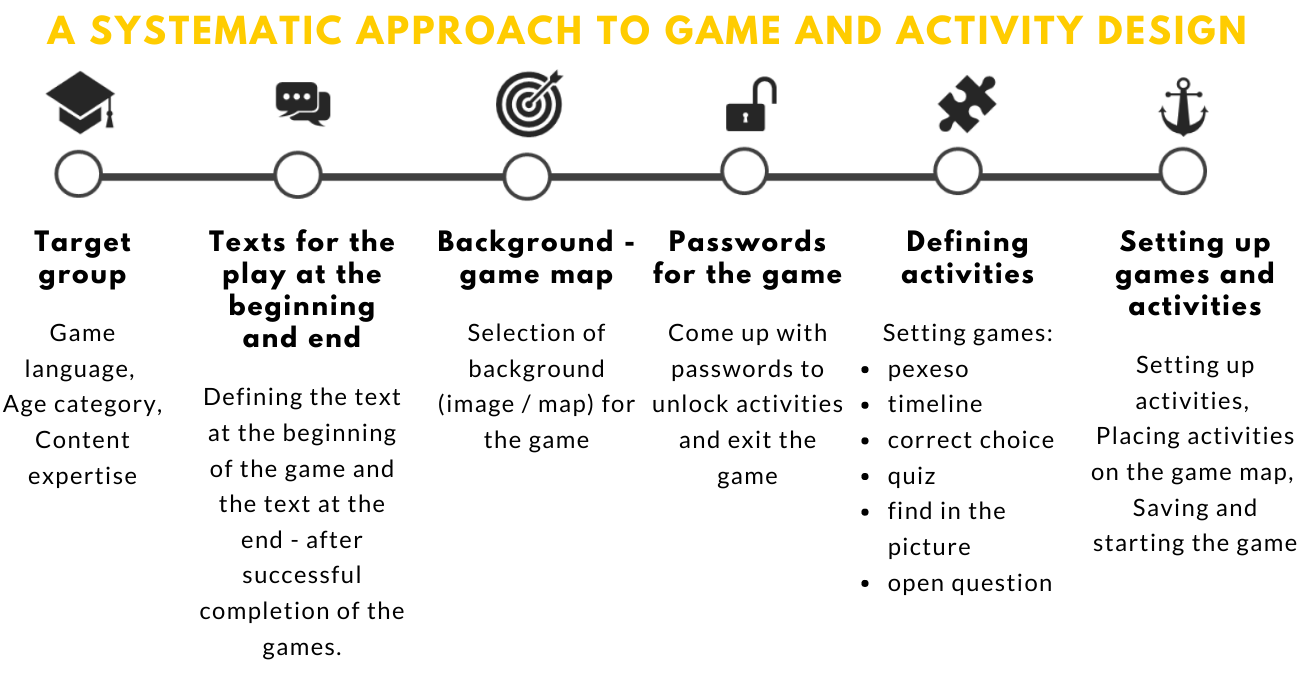 A SYSTEMATIC APPROACH TO GAME AND ACTIVITY DESIGN
Target
group
Game
language,
Age category,
Content
expertise
Texts for the
play at the
beginning
and end
Defining the text
at the beginning
of the game and
the text at the
end - after
successful
completion of the
games.
Background -
game map
Selection of
background
(image / map) for
the game
Passwords
for the game
Come up with
passwords to
unlock activities
and exit the
game
Defining
activities
Setting games:
• pexeso
• timeline
• correct choice
• quiz
• find in the
picture
• open question
Setting up
games and
activities
Setting up
activities,
Placing activities
on the game map,
Saving and
starting the game